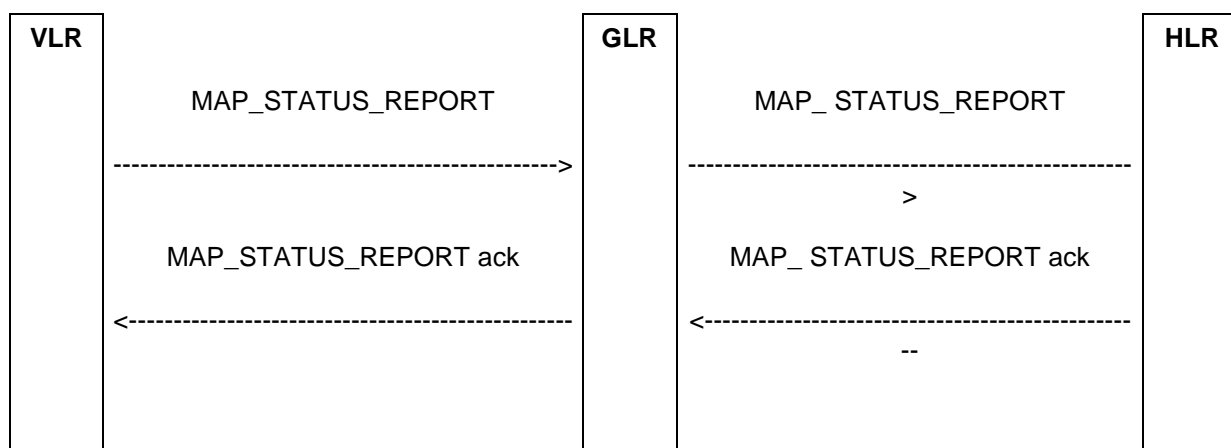 VLR GLR HLR
MAP_STATUS_REPORT MAP_ STATUS_REPORT
--------------------------------------------------> --------------------------------------------------
>
MAP_STATUS_REPORT ack MAP_ STATUS_REPORT ack
<-------------------------------------------------- <------------------------------------------------
--